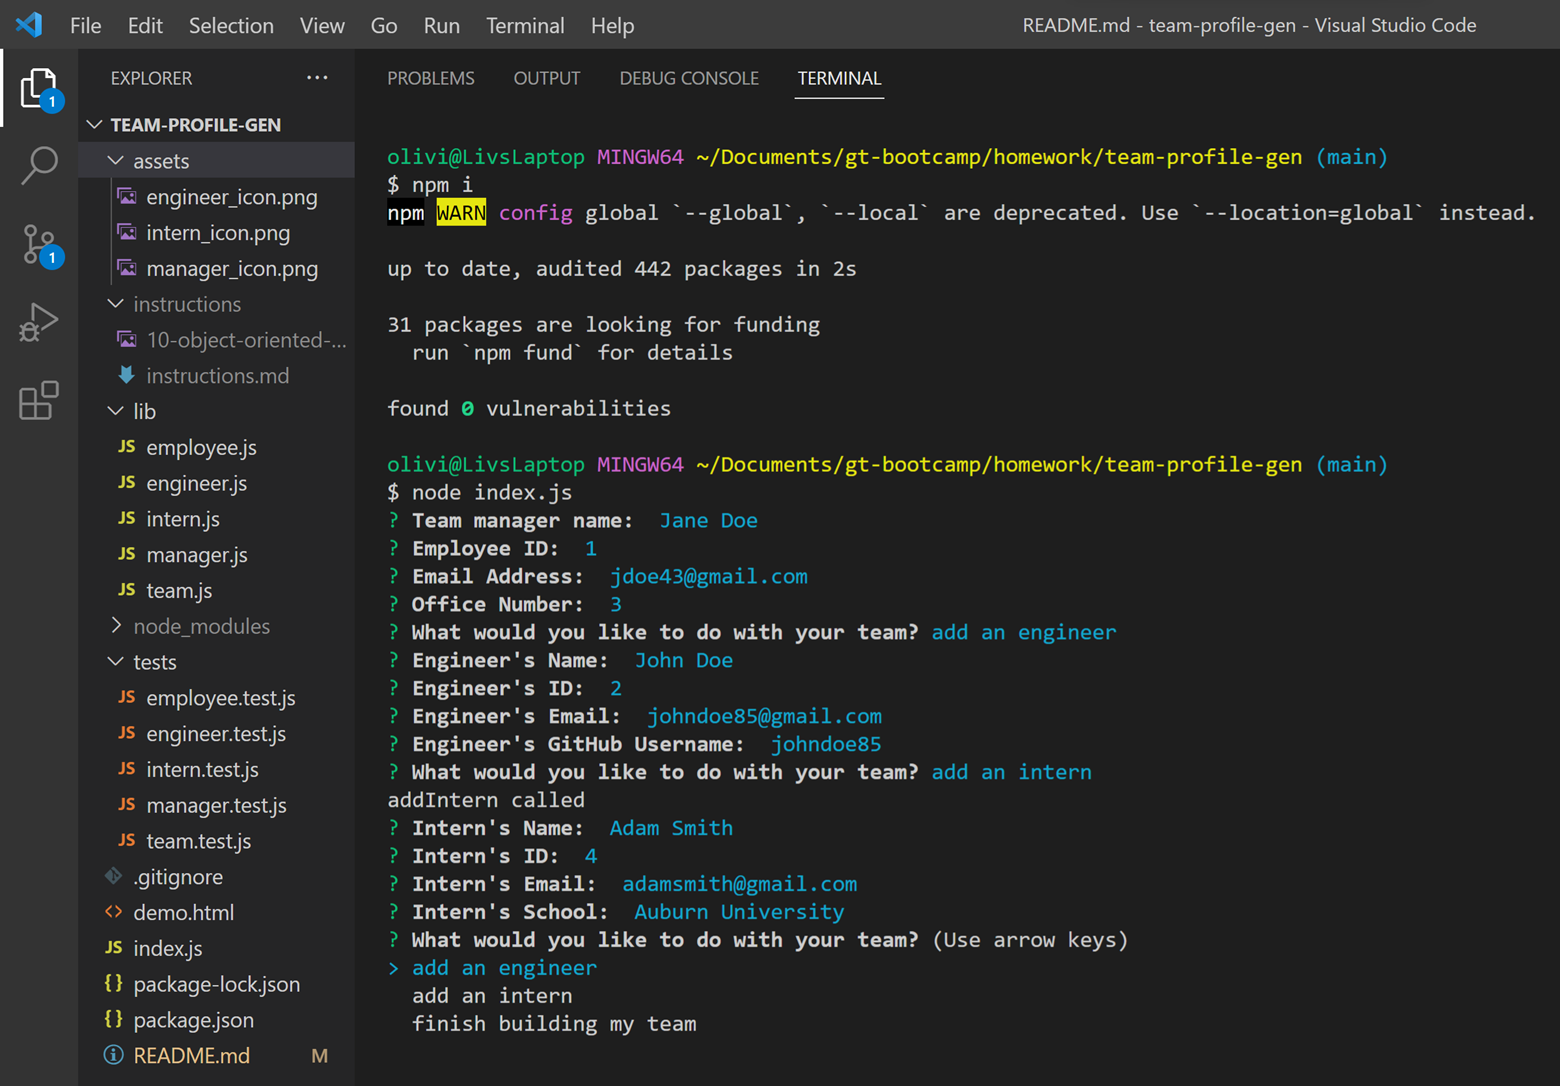 File Edit Selection View Go Run Terminal Help README.md - team-profile-gen - Visual Studio Code
1
1
EXPLORER ...
TEAM-PROFILE-GEN
assets
engineer_icon.png
intern_icon.png
manager_icon.png
instructions
10-object-oriented-...
instructions.md
lib
JS employee.js
JS engineer.js
JS intern.js
JS manager.js
JS team.js
node_modules
tests
JS employee.test.js
JS engineer.test.js
JS intern.test.js
JS manager.test.js
JS team.test.js
.gitignore
<> demo.html
JS index.js
{} package-lock.json
{} package.json
README.md M
PROBLEMS OUTPUT DEBUG CONSOLE TERMINAL
olivi@LivsLaptop MINGW64 ~/Documents/gt-bootcamp/homework/team-profile-gen (main)
$ npm i
npm WARN config global `--global`, `--local` are deprecated. Use `--location=global` instead.
up to date, audited 442 packages in 2s
31 packages are looking for funding
run `npm fund` for details
found 0 vulnerabilities
olivi@LivsLaptop MINGW64 ~/Documents/gt-bootcamp/homework/team-profile-gen (main)
$ node index.js
? Team manager name: Jane Doe
? Employee ID: 1
? Email Address: jdoe43@gmail.com
? Office Number: 3
? What would you like to do with your team? add an engineer
? Engineer's Name: John Doe
? Engineer's ID: 2
? Engineer's Email: johndoe85@gmail.com
? Engineer's GitHub Username: johndoe85
? What would you like to do with your team? add an intern
addIntern called
? Intern's Name: Adam Smith
? Intern's ID: 4
? Intern's Email: adamsmith@gmail.com
? Intern's School: Auburn University
? What would you like to do with your team? (Use arrow keys)
> add an engineer
add an intern
finish building my team